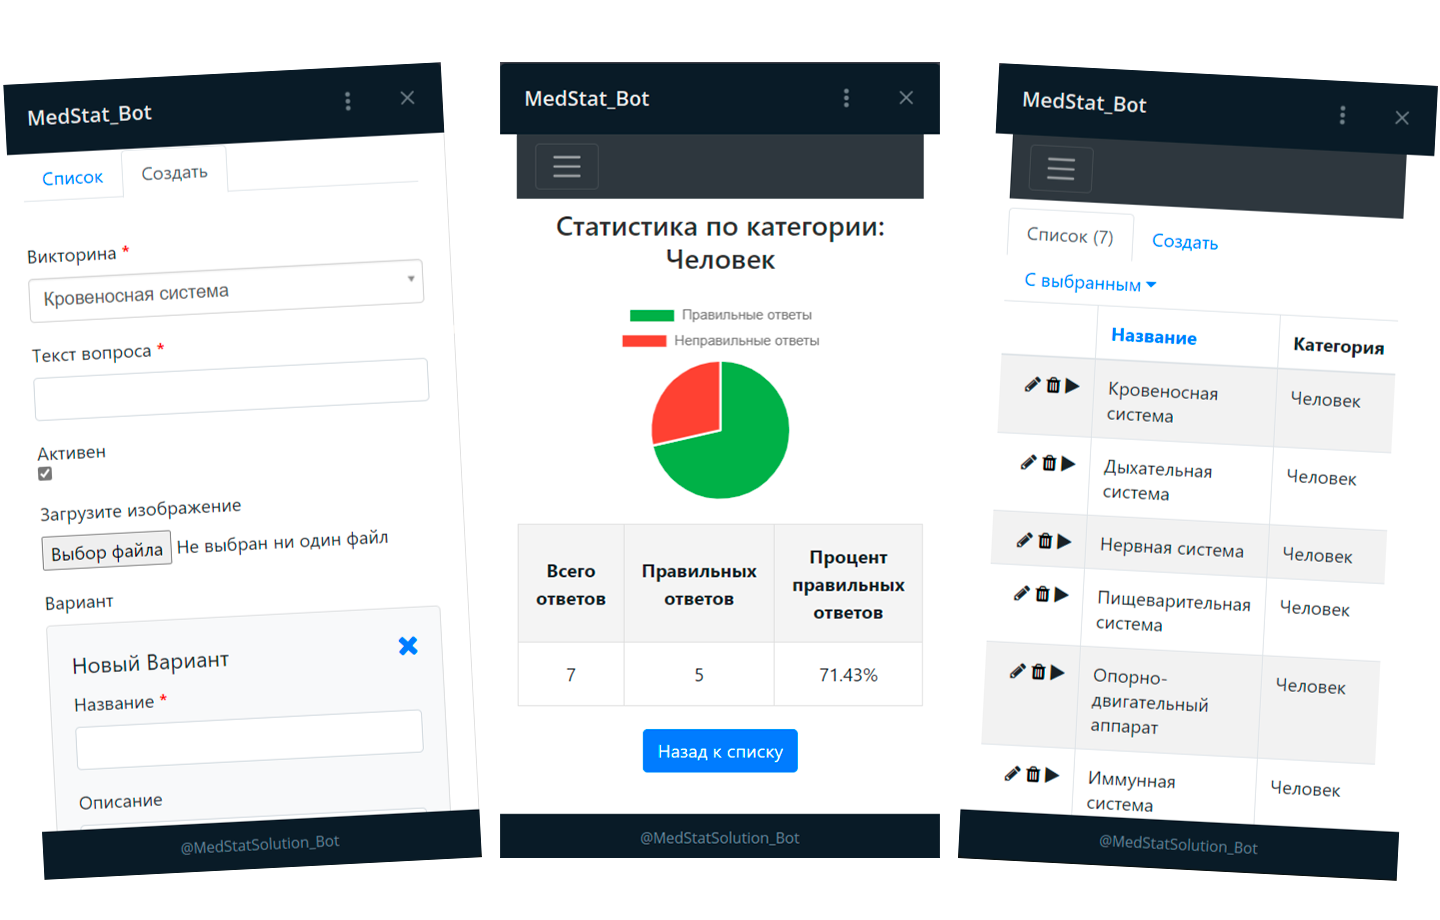 MedStat_Bot
Список
Создать
Викторина *
Кровеносная система
Текст вопроса *
Активен
Загрузите изображение
Выбор файла Не выбран ни один файл
Вариант
Новый Вариант
Название *
Описание
@MedStatSolution_Bot
MedStat_Bot
Статистика по категории:
Человек
Правильные ответы
Неправильные ответы
Всего ответов
Правильных ответов
Процент правильных ответов
7
5
71.43%
Назад к списку
@MedStatSolution_Bot
MedStat_Bot
Список (7)
Создать
С выбранным
Название
Категория
Кровеносная система
Человек
Дыхательная система
Человек
Нервная система
Человек
Пищеварительная система
Человек
Опорно-двигательный аппарат
Человек
Иммунная система
Человек
@MedStatSolution_Bot